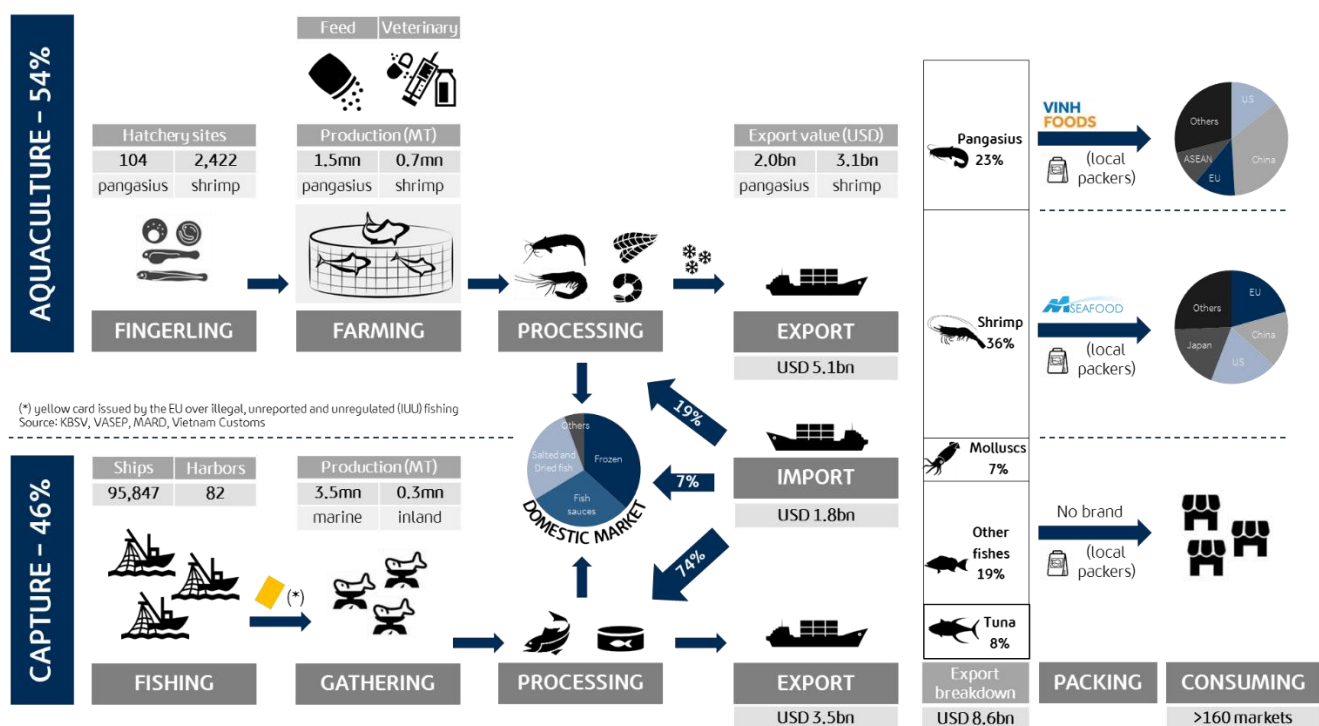 AQUACULTURE – 54%
Feed
Veterinary
Hatchery sites
104
2,422
pangasius
shrimp
Production (MT)
1.5mn
0.7mn
pangasius
shrimp
Export value (USD)
2.0bn
3.1bn
pangasius
shrimp
FINGERLING
FARMING
PROCESSING
EXPORT
USD 5.1bn
(*) yellow card issued by the EU over illegal, unreported and unregulated (IUU) fishing
Source: KBSV, VASEP, MARD, Vietnam Customs
Others
Frozen
Salted and
Dried fish
Fish
sauces
DOMESTIC MARKET
19%
7%
74%
IMPORT
USD 1.8bn
CAPTURE – 46%
Ships
Harbors
95,847
82
Production (MT)
3.5mn
0.3mn
marine
inland
(*)
FISHING
GATHERING
PROCESSING
EXPORT
USD 3.5bn
Pangasius
23%
Shrimp
36%
Molluscs
7%
Other
fishes
19%
Tuna
8%
Export
breakdown
USD 8.6bn
VINH
FOODS
(local
packers)
US
Others
China
ASEAN
EU
M SEAFOOD
(local
packers)
EU
Others
China
Japan
US
No brand
(local
packers)
PACKING
CONSUMING
>160 markets